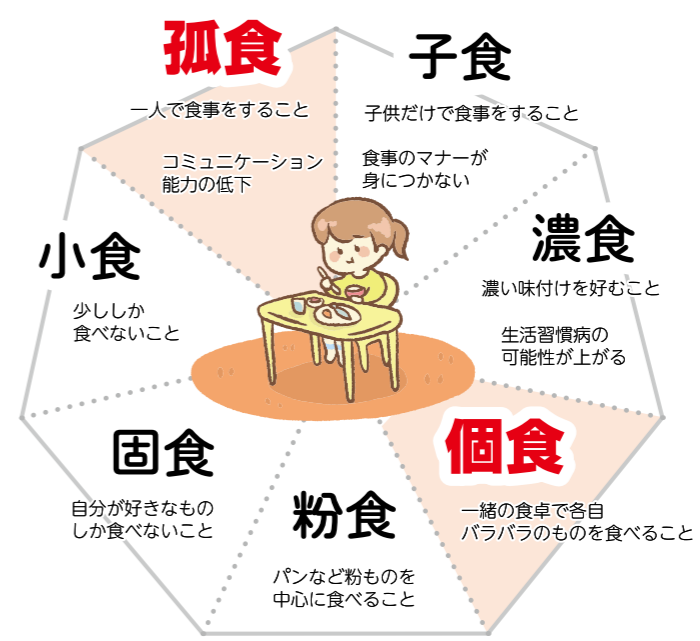 孤食
一人で食事をすること
コミュニケーション
能力の低下
子食
子供だけで食事をすること
食事のマナーが
身につかない
濃食
濃い味付けを好むこと
生活習慣病の
可能性が上がる
個食
一緒の食卓で各自
バラバラのものを食べること
粉食
パンなど粉ものを
中心に食べること
固食
自分が好きなもの
しか食べないこと
小食
少ししか
食べないこと